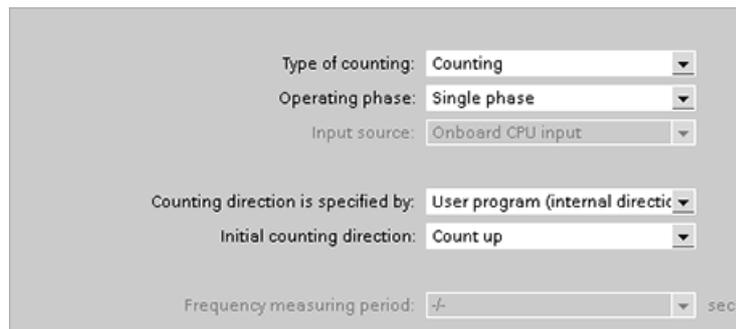 Type of counting: Counting
Operating phase: Single phase
Input source: Onboard CPU input
Counting direction is specified by: User program (internal directic
Initial counting direction: Count up
Frequency measuring period: -/- sec